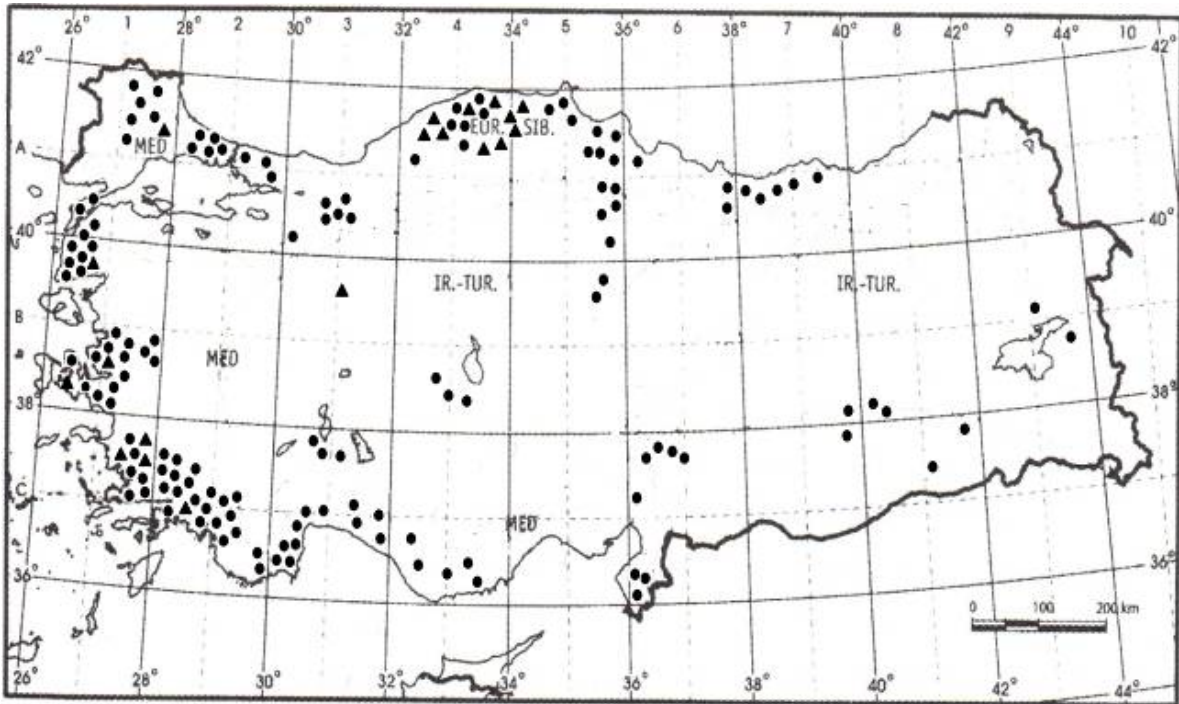 26° 1 28° 2 30° 3 32° 4 34° 5 36° 6 38° 7 40° 8 42° 9 44° 10
42° 42°
EUR. SIB.
A MED
40° 40°
IR.-TUR. IR.-TUR.
B
MED
38° 38°
C
MED
36° 36°
0 100 200 km
26° 28° 30° 32° 34° 36° 38° 40° 42° 44°